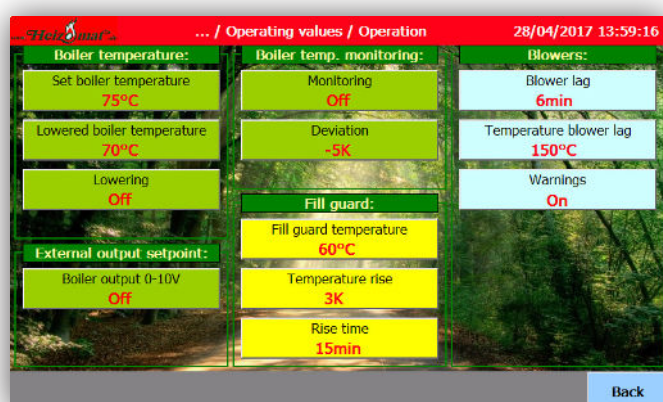 Heizomat
... / Operating values / Operation
28/04/2017 13:59:16
Boiler temperature:
Set boiler temperature
75°C
Lowered boiler temperature
70°C
Lowering
Off
External output setpoint:
Boiler output 0-10V
Off
Boiler temp. monitoring:
Monitoring
Off
Deviation
-5K
Fill guard:
Fill guard temperature
60°C
Temperature rise
3K
Rise time
15min
Blowers:
Blower lag
6min
Temperature blower lag
150°C
Warnings
On
Back